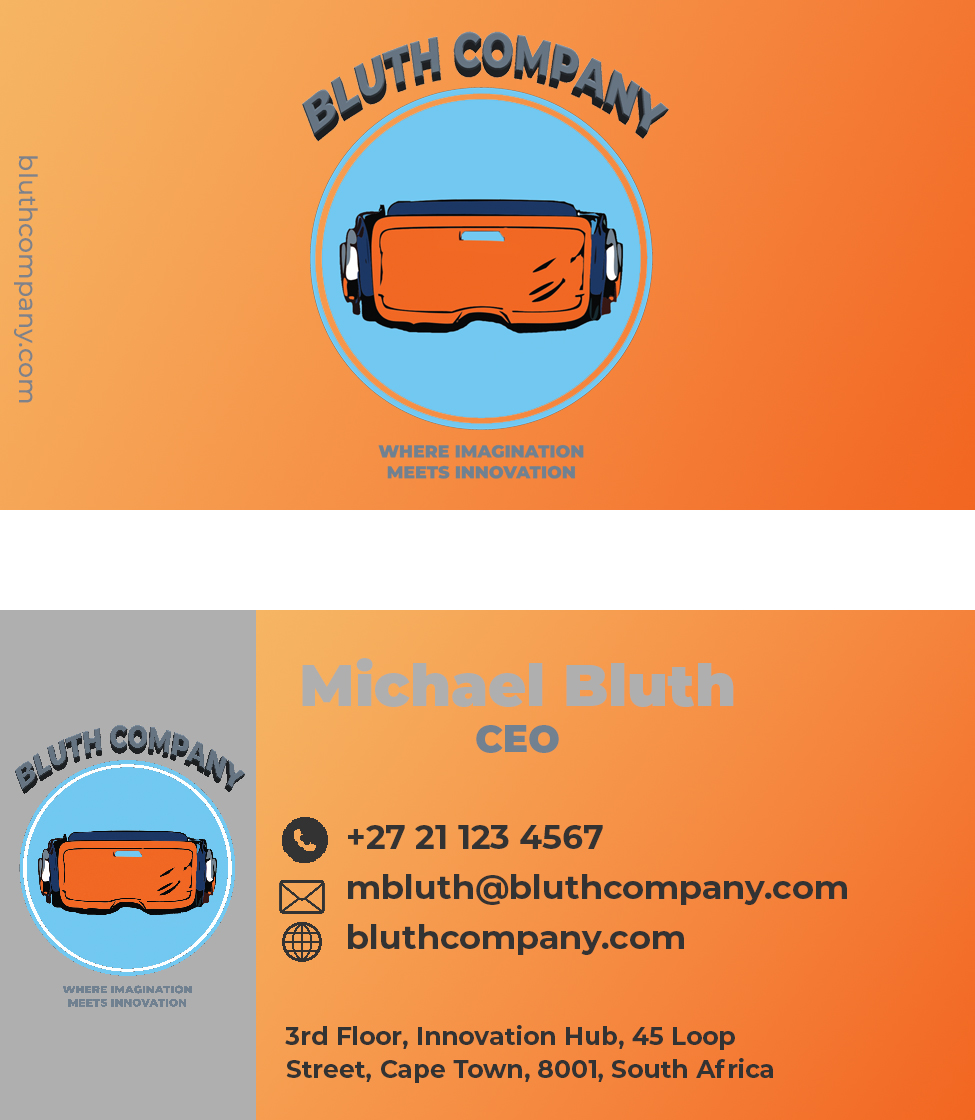 BLUTH COMPANY
bluthcompany.com
WHERE IMAGINATION
MEETS INNOVATION
BLUTH COMPANY
WHERE IMAGINATION
MEETS INNOVATION
Michael Bluth
CEO
+27 21 123 4567
mbluth@bluthcompany.com
bluthcompany.com
3rd Floor, Innovation Hub, 45 Loop
Street, Cape Town, 8001, South Africa